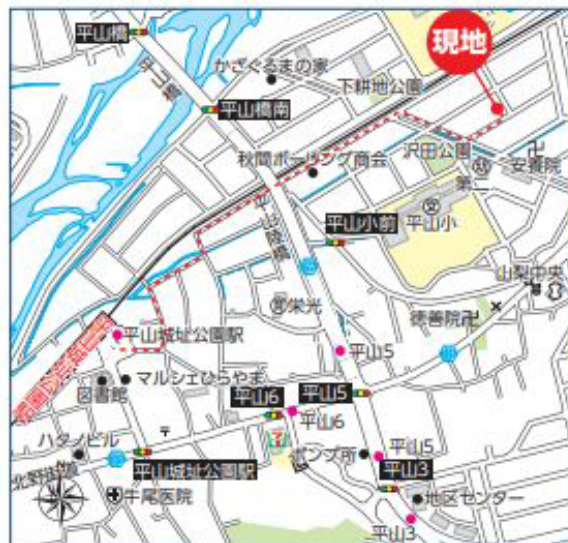 平山橋
現地
かざぐるまの家
下耕地公園
平山橋南
沢田公園
安養院
秋間ボーリング商会
第二
平山小前
平山小
平山陸橋
山梨中央
栄光
徳善院
平山城址公園駅
平山5
マルシェひらやま
図書館
平山6
平山5
平山6
7
ハタノビル
ポンプ所
平山5
平山城址公園駅
平山3
北野街道
牛尾医院
地区センター
平山3